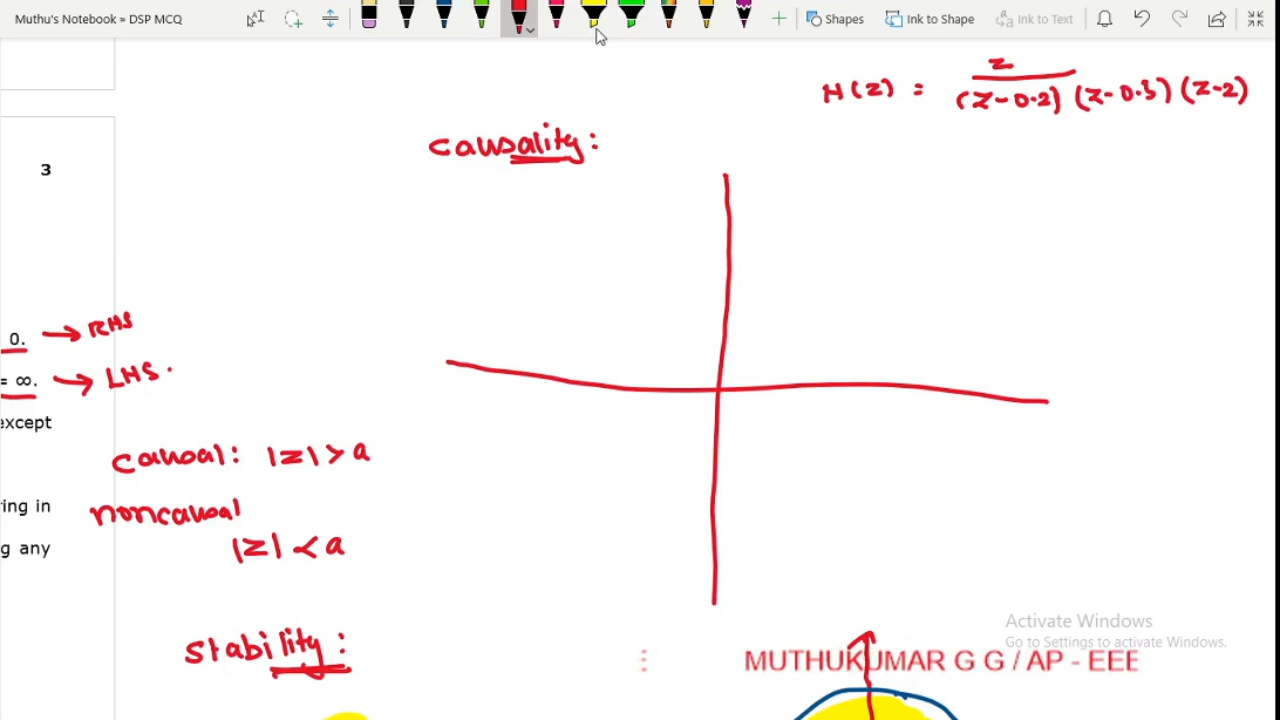 Muthu's Notebook » DSP MCQ
Shapes
Ink to Shape
Ink to Text
H(z) = z
(z-0.2) (z-0.3) (z-2)
causality:
3
0. → RHS
= ∞. → LHS.
except
causal: |z| > a
ring in
noncausal
g any
|z| < a
Activate Windows
Go to Settings to activate Windows.
stability:
MUTHUKUMAR G G / AP - EEE